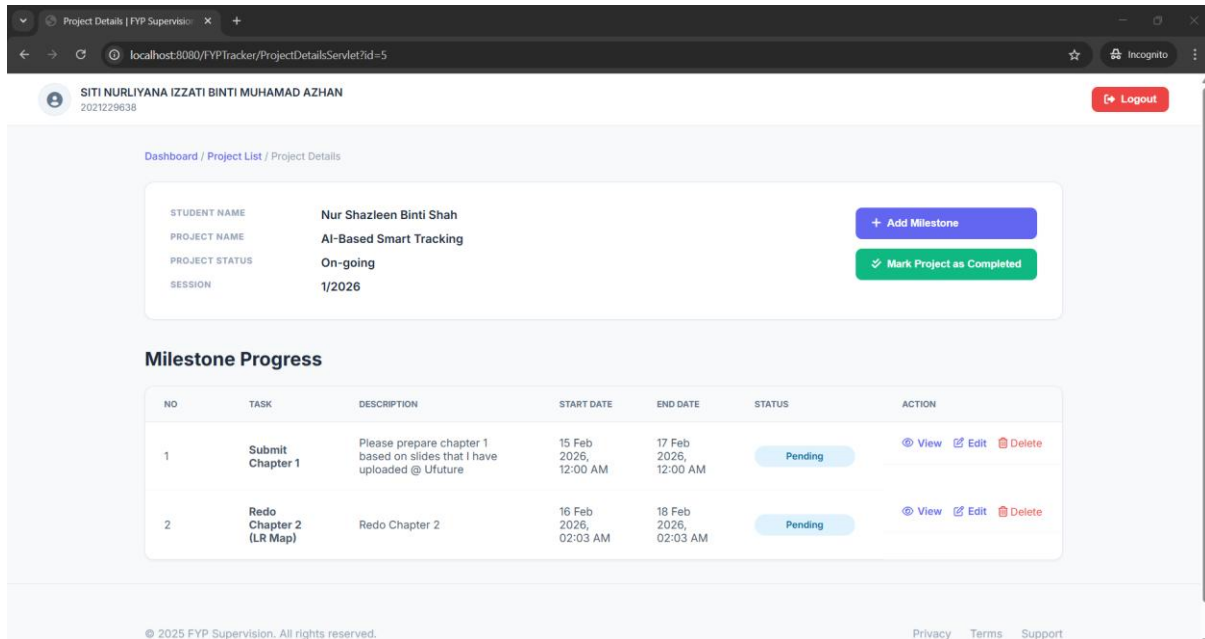 Project Details | FYP Supervision
localhost:8080/FYPTracker/ProjectDetailsServlet?id=5
Incognito
SITI NURLIYANA IZZATI BINTI MUHAMAD AZHAN
2021229638
Logout
Dashboard / Project List / Project Details
STUDENT NAME Nur Shazleen Binti Shah
PROJECT NAME AI-Based Smart Tracking
PROJECT STATUS On-going
SESSION 1/2026
+ Add Milestone
Mark Project as Completed
Milestone Progress
NO TASK DESCRIPTION START DATE END DATE STATUS ACTION
1
Submit
Chapter 1
Please prepare chapter 1
based on slides that I have
uploaded @ Ufuture
15 Feb
2026,
12:00 AM
17 Feb
2026,
12:00 AM
Pending
View Edit Delete
2
Redo
Chapter 2
(LR Map)
Redo Chapter 2
16 Feb
2026,
02:03 AM
18 Feb
2026,
02:03 AM
Pending
View Edit Delete
© 2025 FYP Supervision. All rights reserved.
Privacy Terms Support